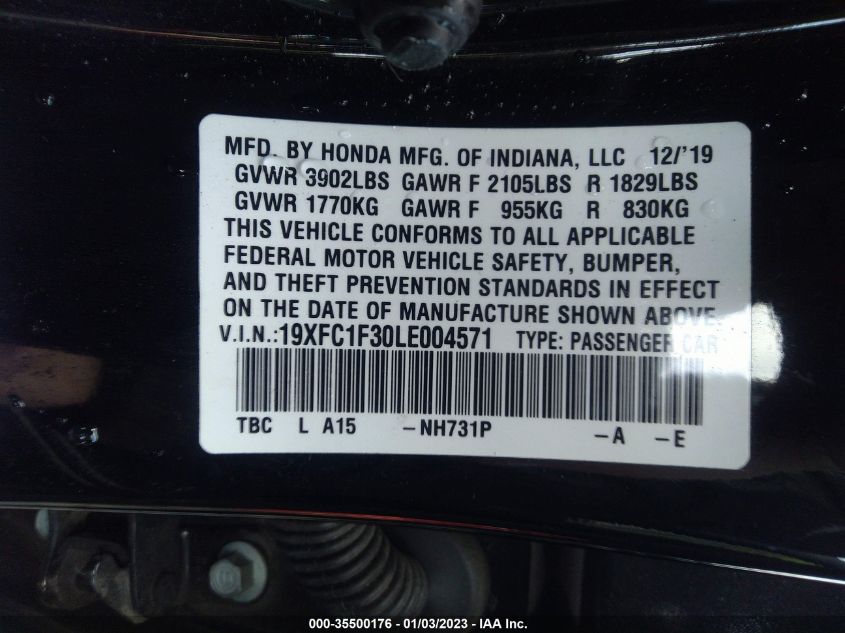 MFD. BY HONDA MFG. OF INDIANA, LLC 12/'19
GVWR 3902LBS GAWR F 2105LBS R 1829LBS
GVWR 1770KG GAWR F 955KG R 830KG
THIS VEHICLE CONFORMS TO ALL APPLICABLE
FEDERAL MOTOR VEHICLE SAFETY, BUMPER,
AND THEFT PREVENTION STANDARDS IN EFFECT
ON THE DATE OF MANUFACTURE SHOWN ABOVE.
V.I.N.:19XFC1F30LE004571 TYPE: PASSENGER CAR
TBC L A15 -NH731P -A -E
000-35500176 - 01/03/2023 - IAA Inc.